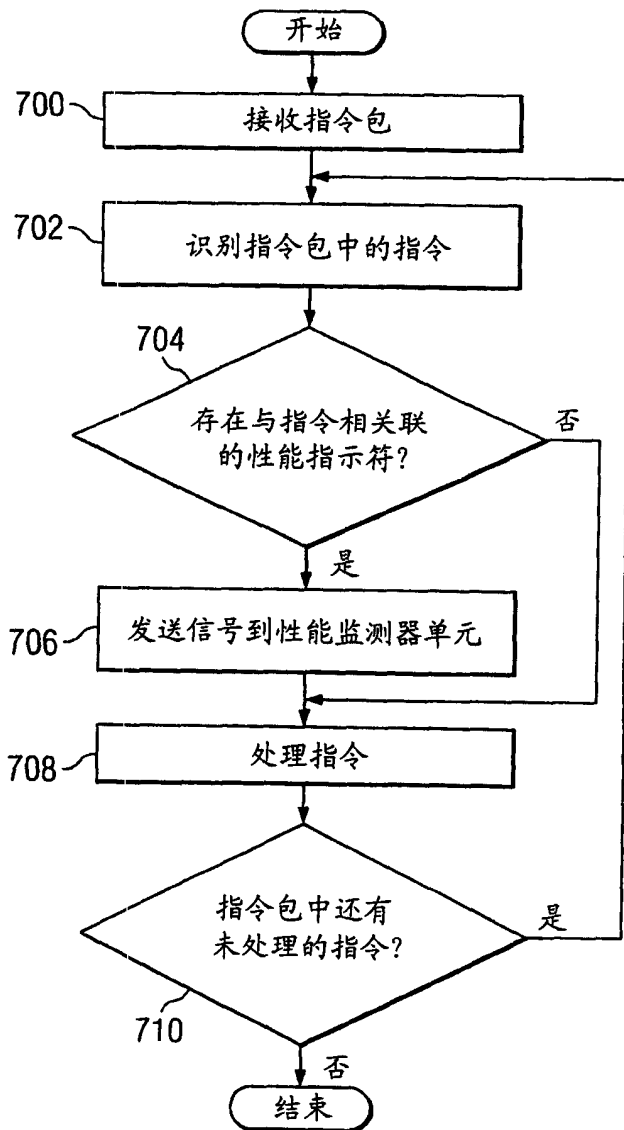 开始
700
接收指令包
702
识别指令包中的指令
704
存在与指令相关联
的性能指示符？
否
是
706
发送信号到性能监测器单元
708
处理指令
指令包中还有
未处理的指令？
是
710
否
结束